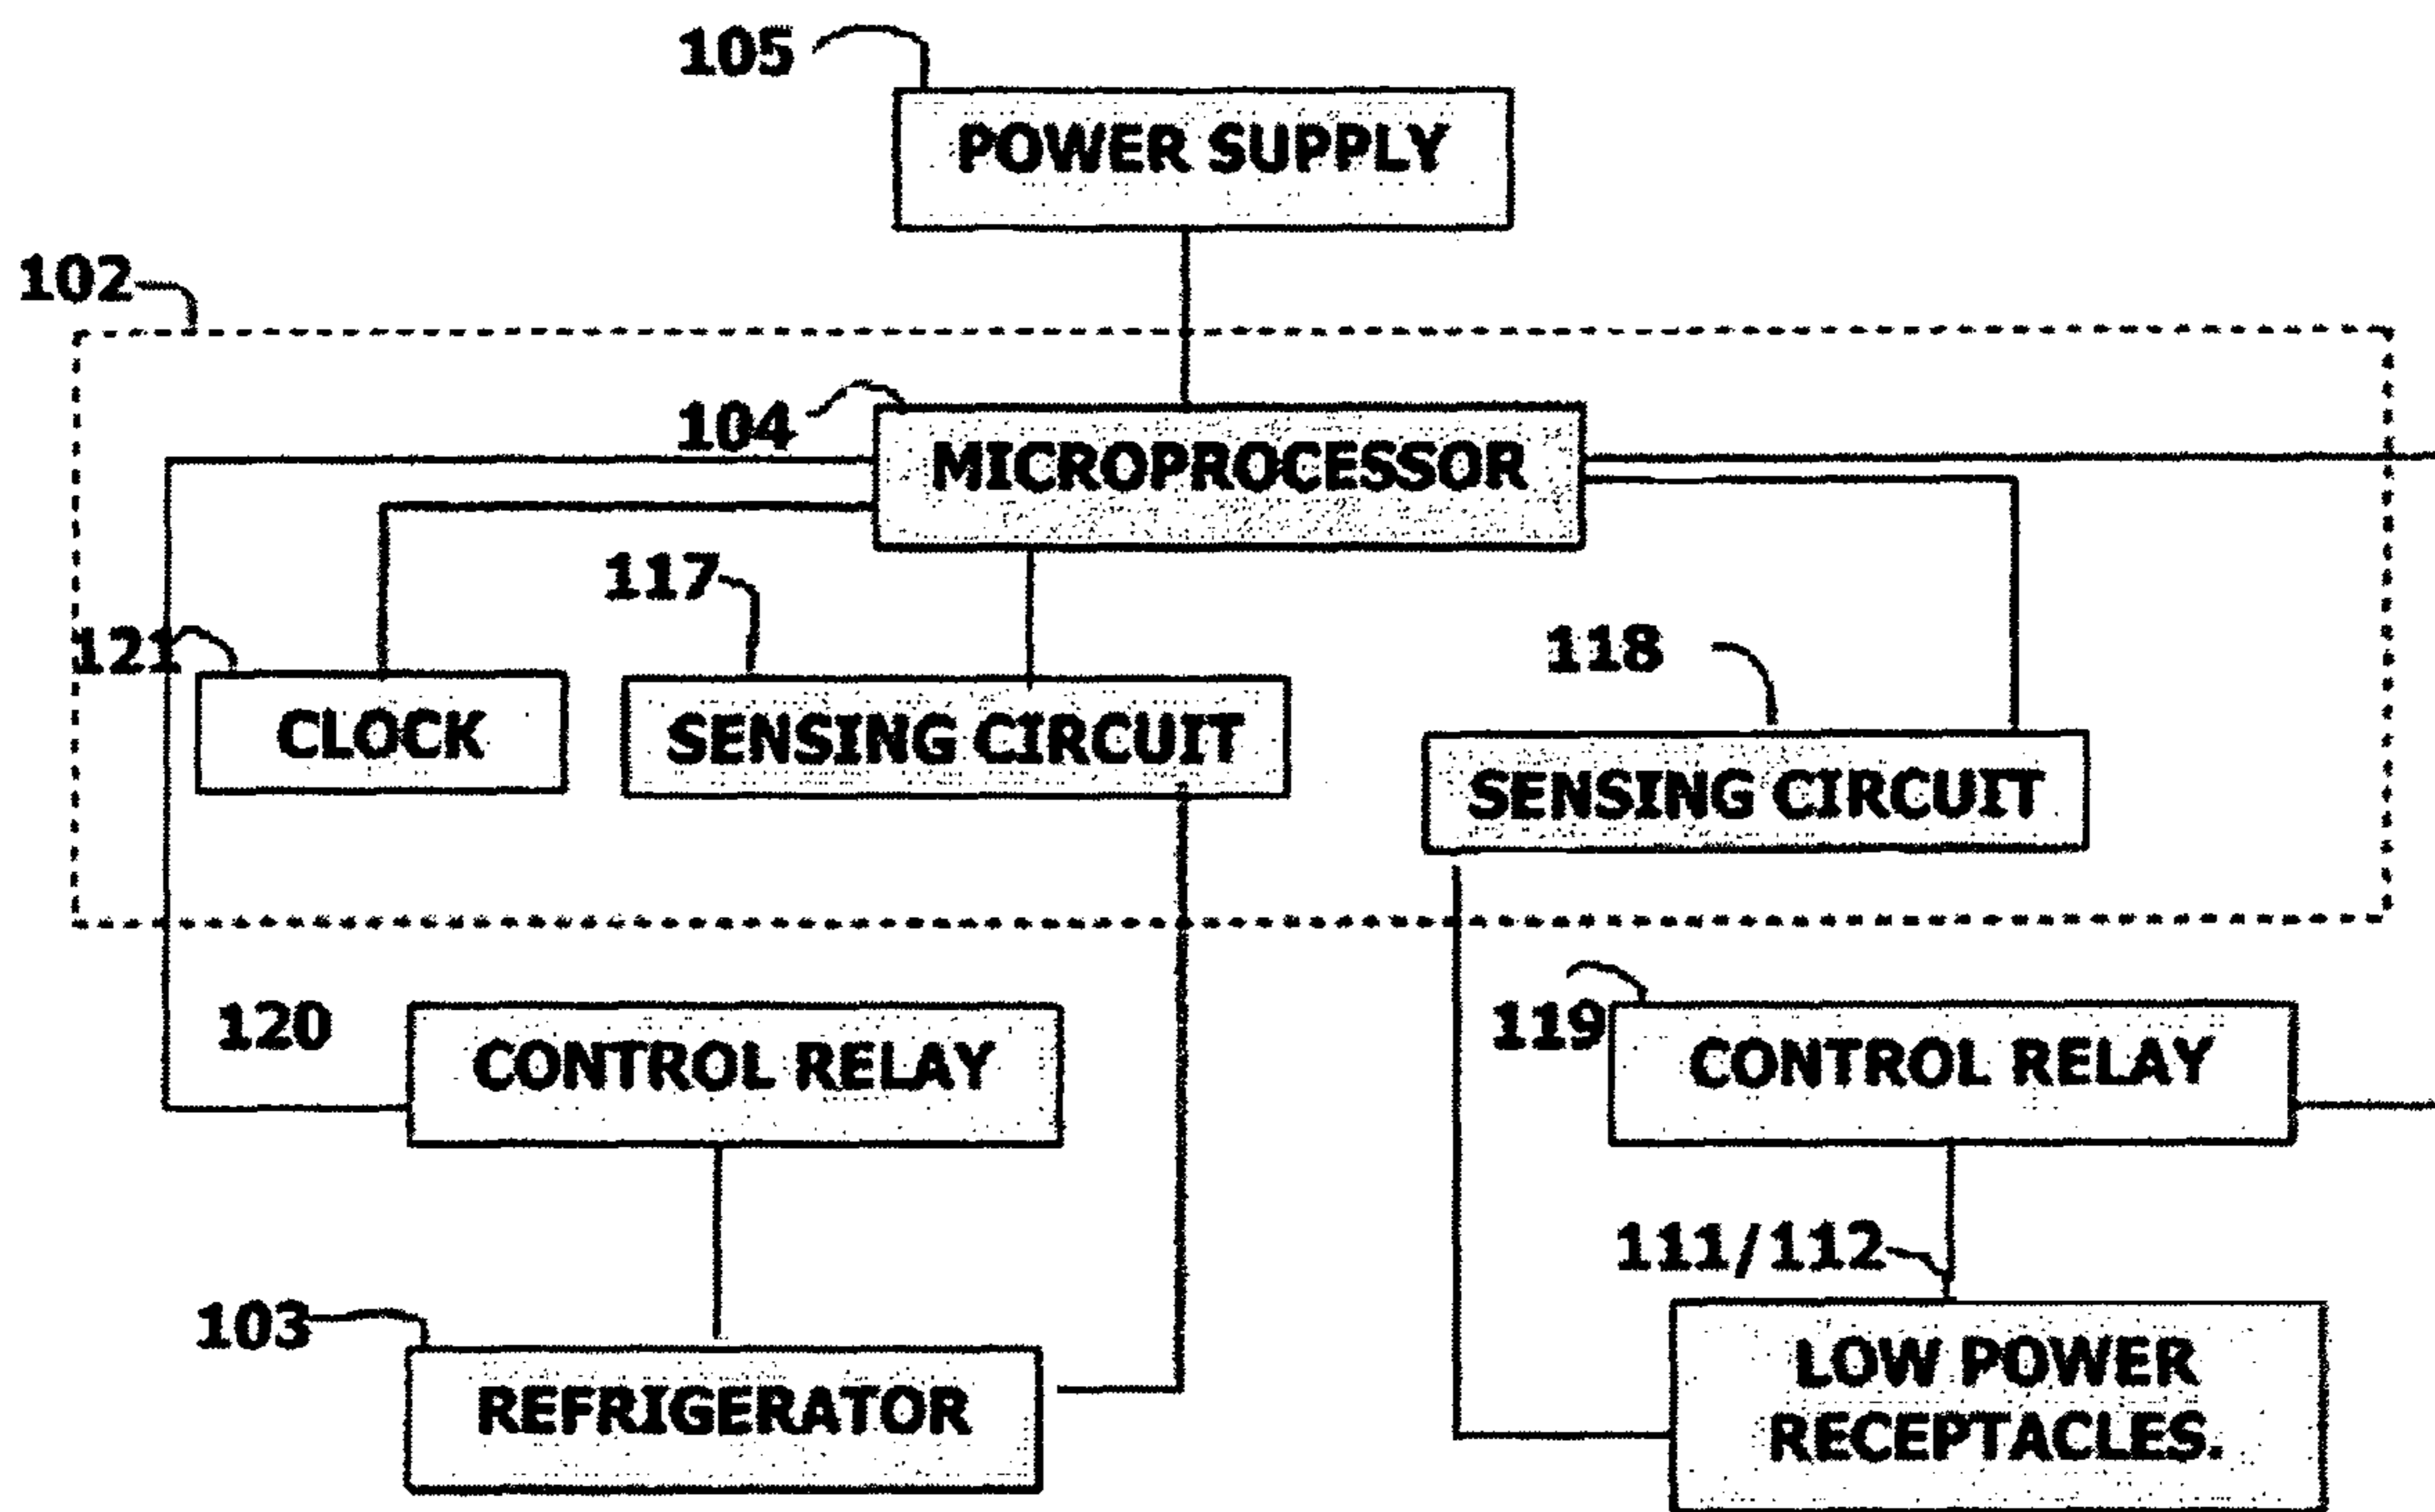 105
POWER SUPPLY
102
104
MICROPROCESSOR
117
121
118
CLOCK
SENSING CIRCUIT
SENSING CIRCUIT
120
CONTROL RELAY
119
CONTROL RELAY
111/112
103
REFRIGERATOR
LOW POWER
RECEPTACLES.